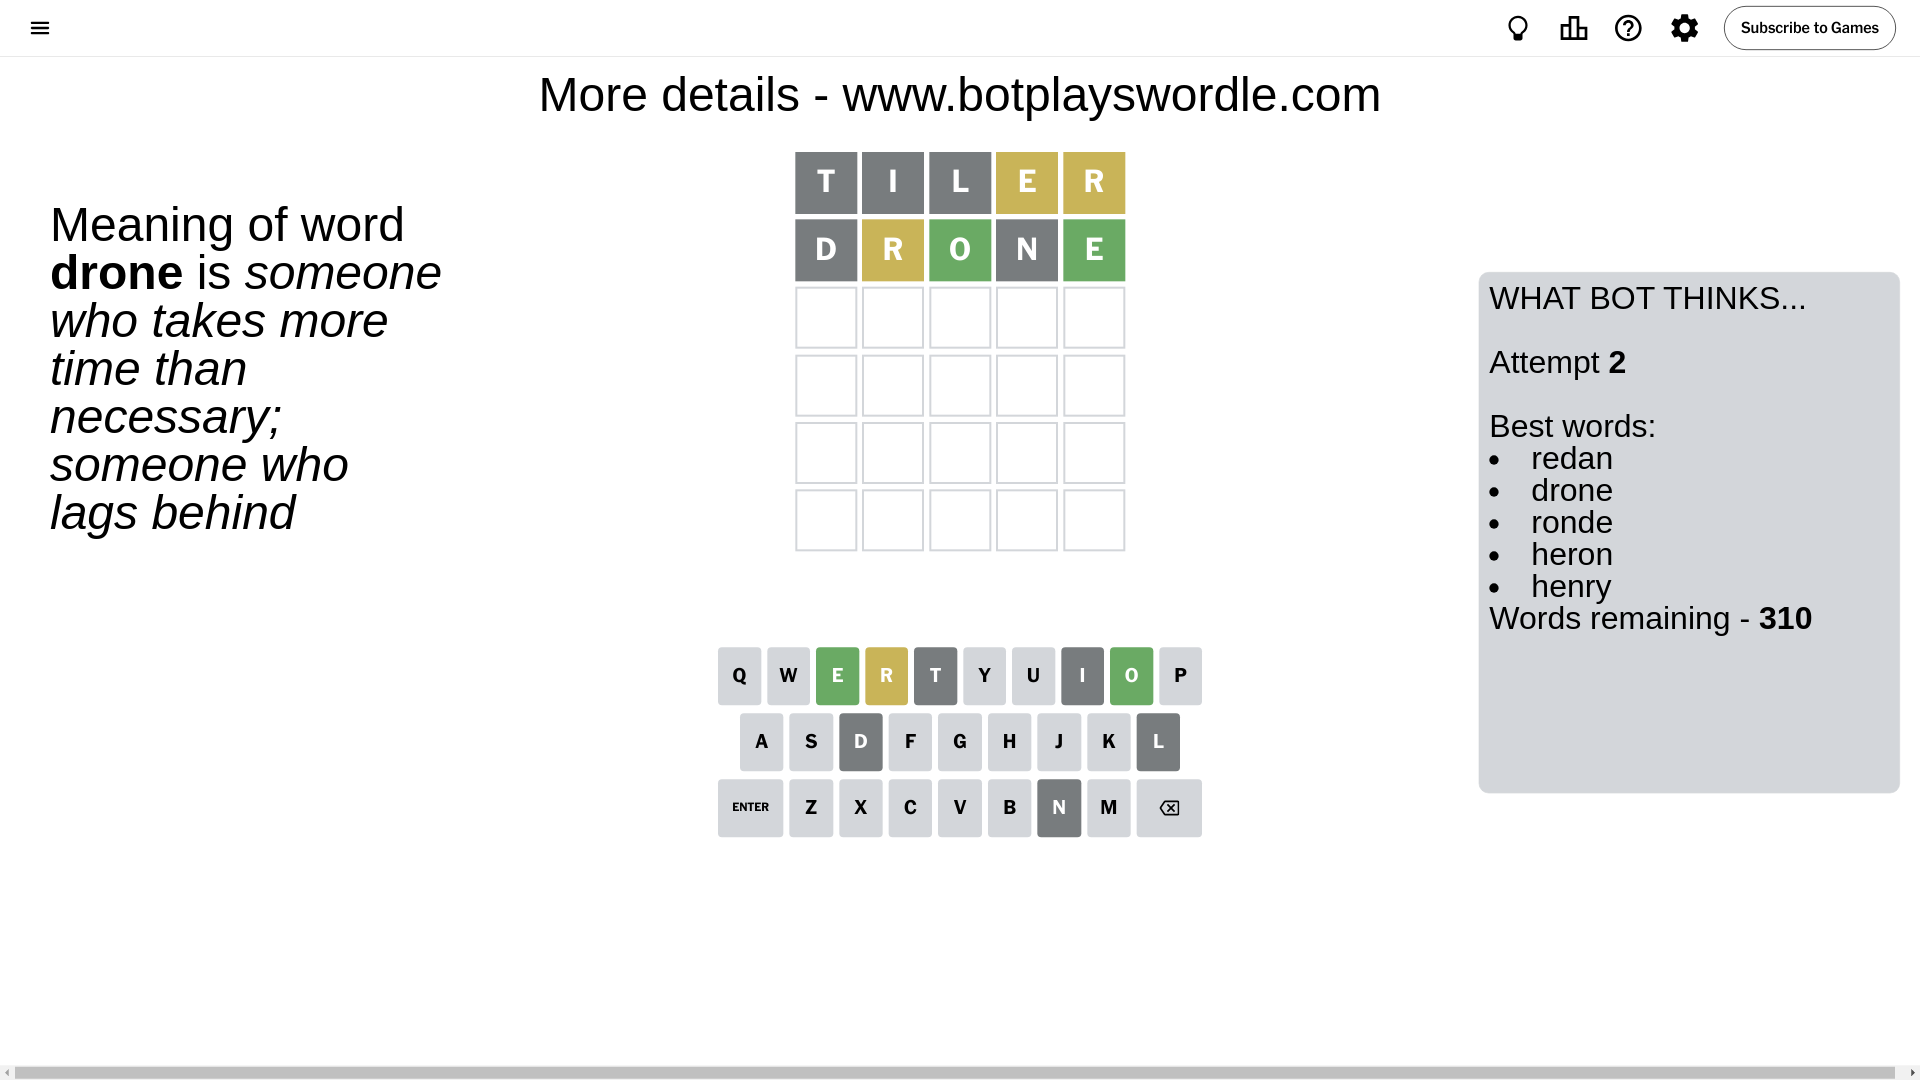 Subscribe to Games
More details - www.botplayswordle.com
Meaning of word
drone is someone
who takes more
time than
necessary;
someone who
lags behind
T I L E R
D R O N E
WHAT BOT THINKS...
Attempt 2
Best words:
• redan
• drone
• ronde
• heron
• henry
Words remaining - 310
Q W E R T Y U I O P
A S D F G H J K L
ENTER Z X C V B N M